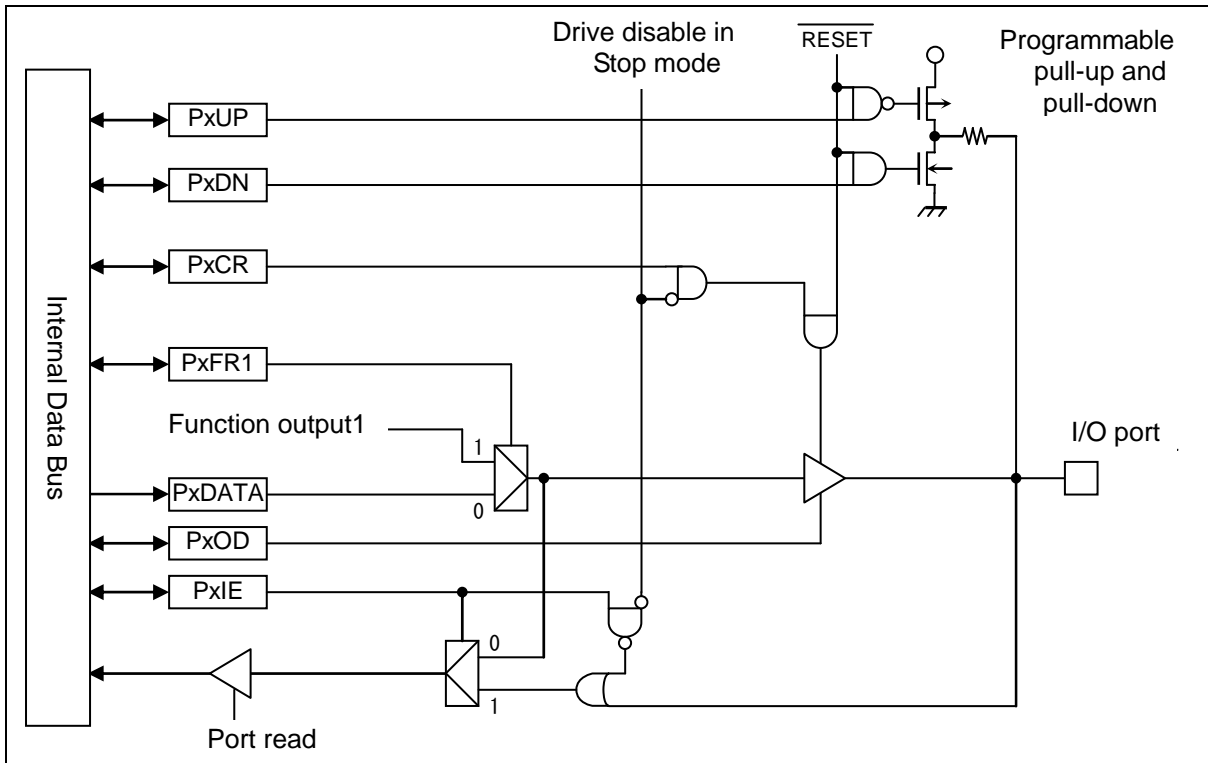 Drive disable in
Stop mode
RESET
Programmable
pull-up and
pull-down
PxUP
PxDN
PxCR
PxFR1
Internal Data Bus
Function output1
1
0
I/O port
PxDATA
PxOD
PxIE
0
1
Port read